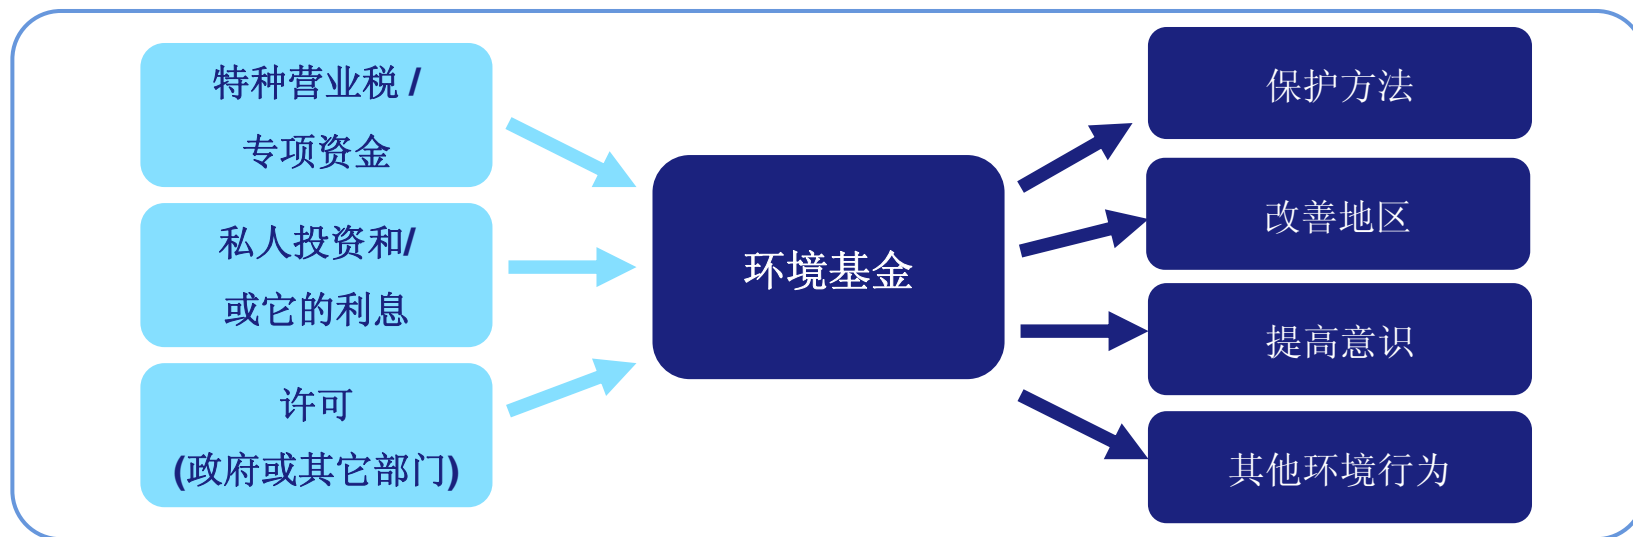 特种营业税 /
专项资金
私人投资和/
或它的利息
许可
(政府或其它部门)
环境基金
保护方法
改善地区
提高意识
其他环境行为